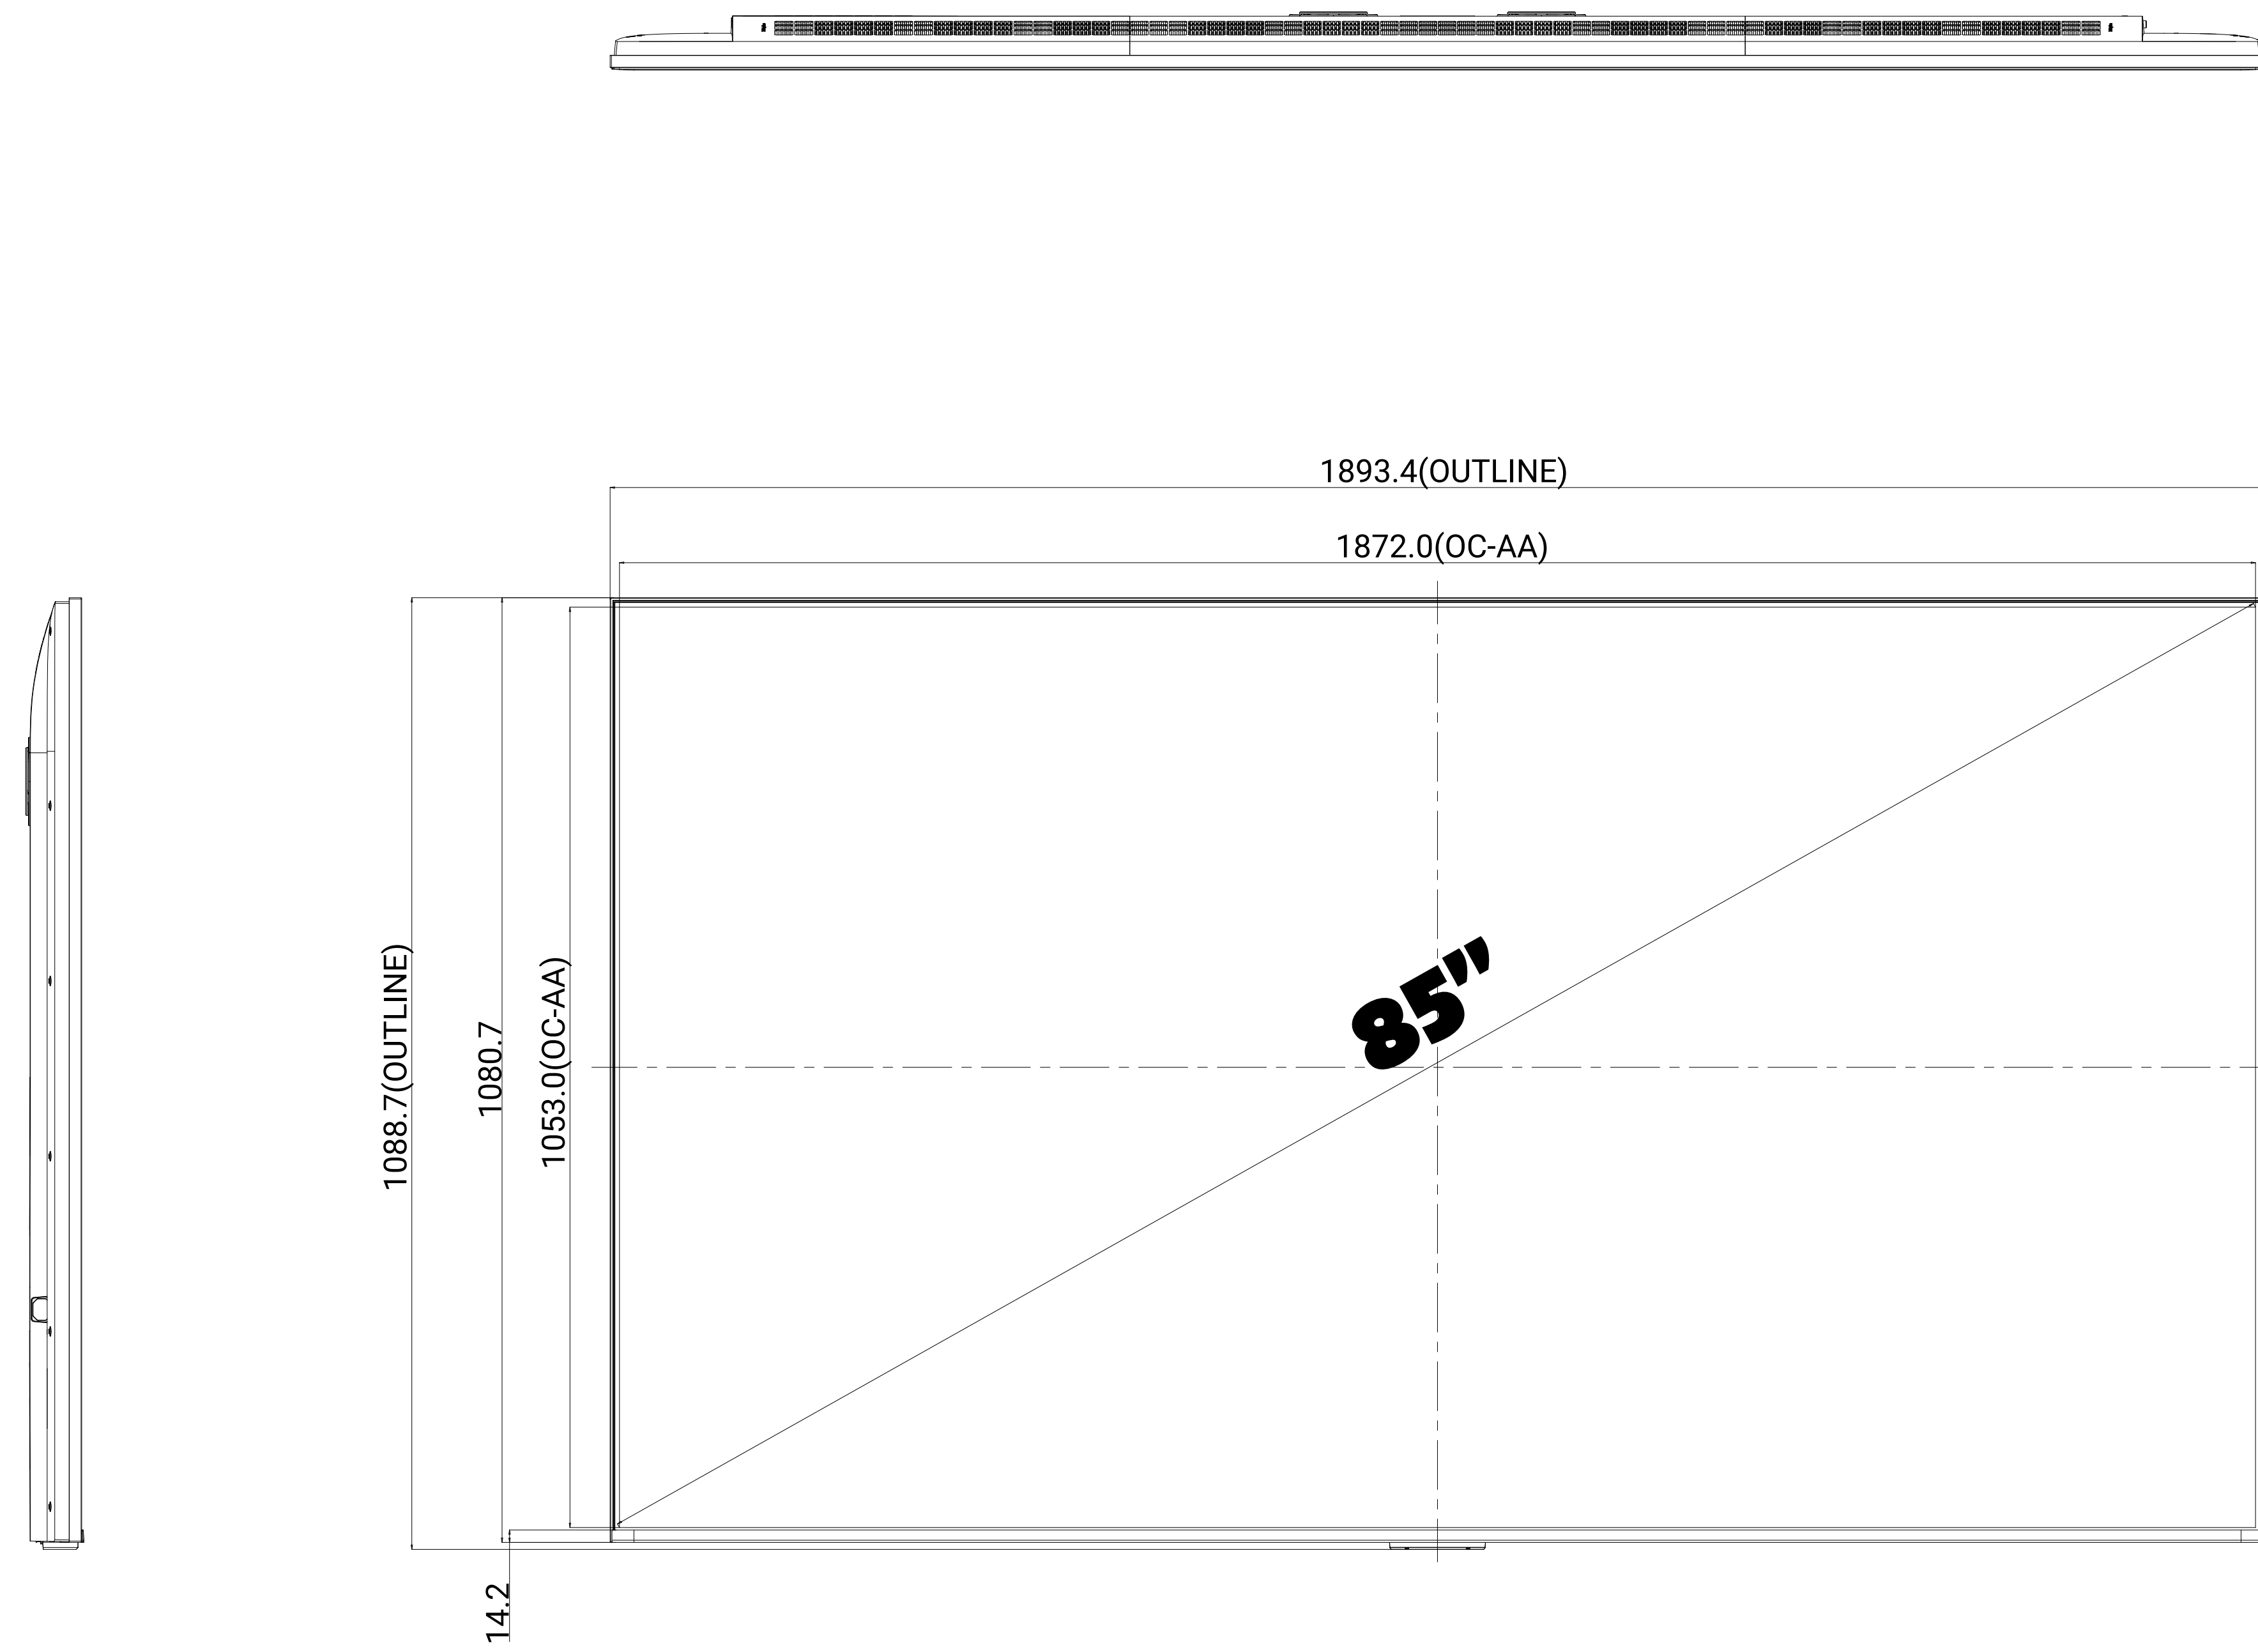 1893.4(OUTLINE)
1872.0(OC-AA)
1088.7(OUTLINE)
1080.7
1053.0(OC-AA)
85”
14.2